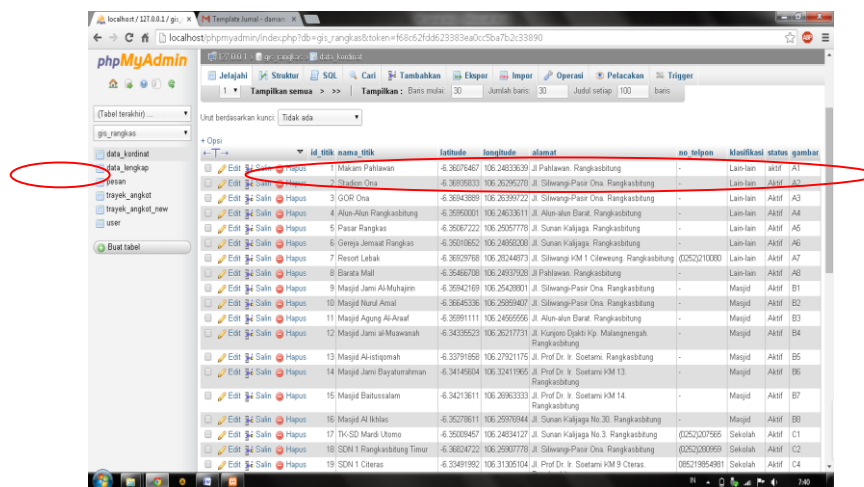 localhost / 127.0.0.1 / gis_ x
Template Jurnal - daman x
localhost/phpmyadmin/index.php?db=gis_rangkas&token=f68c62fdd623383ea0cc5ba7b2c33890
phpMyAdmin
127.0.0.1 » gis_rangkas » data_kordinat
Jelajahi Struktur SQL Cari Tambahkan Ekspor Impor Operasi Pelacakan Trigger
1 Tampilkan semua > >> Tampilkan : Baris mulai: 30 Jumlah baris: 30 Judul setiap 100 baris
(Tabel terakhir) ...
gis_rangkas
data_kordinat
data_lengkap
pesan
trayek_angkot
trayek_angkot_new
user
Buat tabel
Urut berdasarkan kunci: Tidak ada
+ Opsi
←T→ id_titik nama_titik latitude longitude alamat no_telpon klasifikasi status gambar
Edit Salin Hapus 1 Makam Pahlawan -6.36076467 106.24833639 Jl Pahlawan. Rangkasbitung - Lain-lain aktif A1
Edit Salin Hapus 2 Stadion Ona -6.36935833 106.26295278 Jl. Siliwangi-Pasir Ona. Rangkasbitung - Lain-lain Aktif A2
Edit Salin Hapus 3 GOR Ona -6.36943889 106.26399722 Jl. Siliwangi-Pasir Ona. Rangkasbitung - Lain-lain Aktif A3
Edit Salin Hapus 4 Alun-Alun Rangkasbitung -6.35950001 106.24633611 Jl. Alun-alun Barat. Rangkasbitung - Lain-lain Aktif A4
Edit Salin Hapus 5 Pasar Rangkas -6.35067222 106.25057778 Jl. Sunan Kalijaga. Rangkasbitung - Lain-lain Aktif A5
Edit Salin Hapus 6 Gereja Jemaat Rangkas -6.35010652 106.24858208 Jl. Sunan Kalijaga. Rangkasbitung - Lain-lain Aktif A6
Edit Salin Hapus 7 Resort Lebak -6.36929768 106.28244873 Jl. Siliwangi KM 1 Cileweung. Rangkasbitung (0252)210080 Lain-lain Aktif A7
Edit Salin Hapus 8 Barata Mall -6.35466708 106.24937928 Jl Pahlawan. Rangkasbitung - Lain-lain Aktif A8
Edit Salin Hapus 9 Masjid Jami Al-Muhajirin -6.35942169 106.25428801 Jl. Siliwangi-Pasir Ona. Rangkasbitung - Masjid Aktif B1
Edit Salin Hapus 10 Masjid Nurul Amal -6.36645336 106.25859407 Jl. Siliwangi-Pasir Ona. Rangkasbitung - Masjid Aktif B2
Edit Salin Hapus 11 Masjid Agung Al-Araaf -6.35991111 106.24565556 Jl. Alun-alun Barat. Rangkasbitung - Masjid Aktif B3
Edit Salin Hapus 12 Masjid Jami al-Muawanah -6.34335523 106.26217731 Jl. Kunjoro Djakti Kp. Malangnengah. - Masjid Aktif B4
Rangkasbitung
Edit Salin Hapus 13 Masjid Al-istiqomah -6.33791858 106.27921175 Jl. Prof Dr. Ir. Soetami. Rangkasbitung - Masjid Aktif B5
Edit Salin Hapus 14 Masjid Jami Bayaturrahman -6.34145604 106.32411965 Jl. Prof Dr. Ir. Soetami KM 13. - Masjid Aktif B6
Rangkasbitung
Edit Salin Hapus 15 Masjid Baitussalam -6.34213611 106.26963333 Jl. Prof Dr. Ir. Soetami KM 14. - Masjid Aktif B7
Rangkasbitung
Edit Salin Hapus 16 Masjid Al Ikhlas -6.35278611 106.25976944 Jl. Sunan Kalijaga No.30. Rangkasbitung - Masjid Aktif B8
Edit Salin Hapus 17 TK-SD Mardi Utomo -6.35009457 106.24834127 Jl. Sunan Kalijaga No.3. Rangkasbitung (0252)207565 Sekolah Aktif C1
Edit Salin Hapus 18 SDN 1 Rangkasbitung Timur -6.36824722 106.25907778 Jl. Siliwangi-Pasir Ona. Rangkasbitung (0252)280959 Sekolah Aktif C2
Edit Salin Hapus 19 SDN 1 Citeras -6.33491992 106.31305104 Jl. Prof Dr. Ir. Soetami KM 9 Citeras. 085219854981 Sekolah Aktif C4
IN 7:40